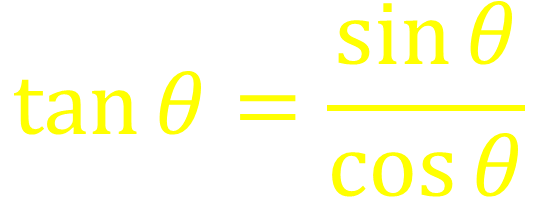 tan θ = sin θ / cos θ